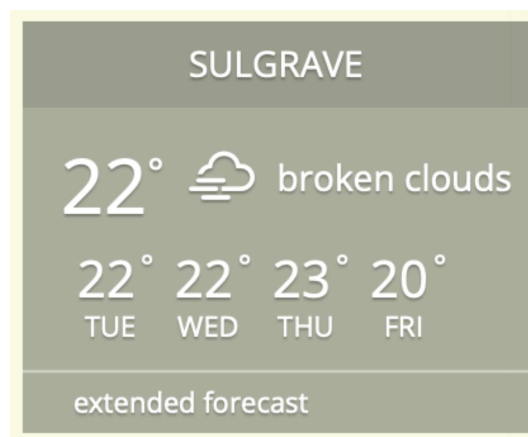 SULGRAVE
22° broken clouds
22° 22° 23° 20°
TUE WED THU FRI
extended forecast